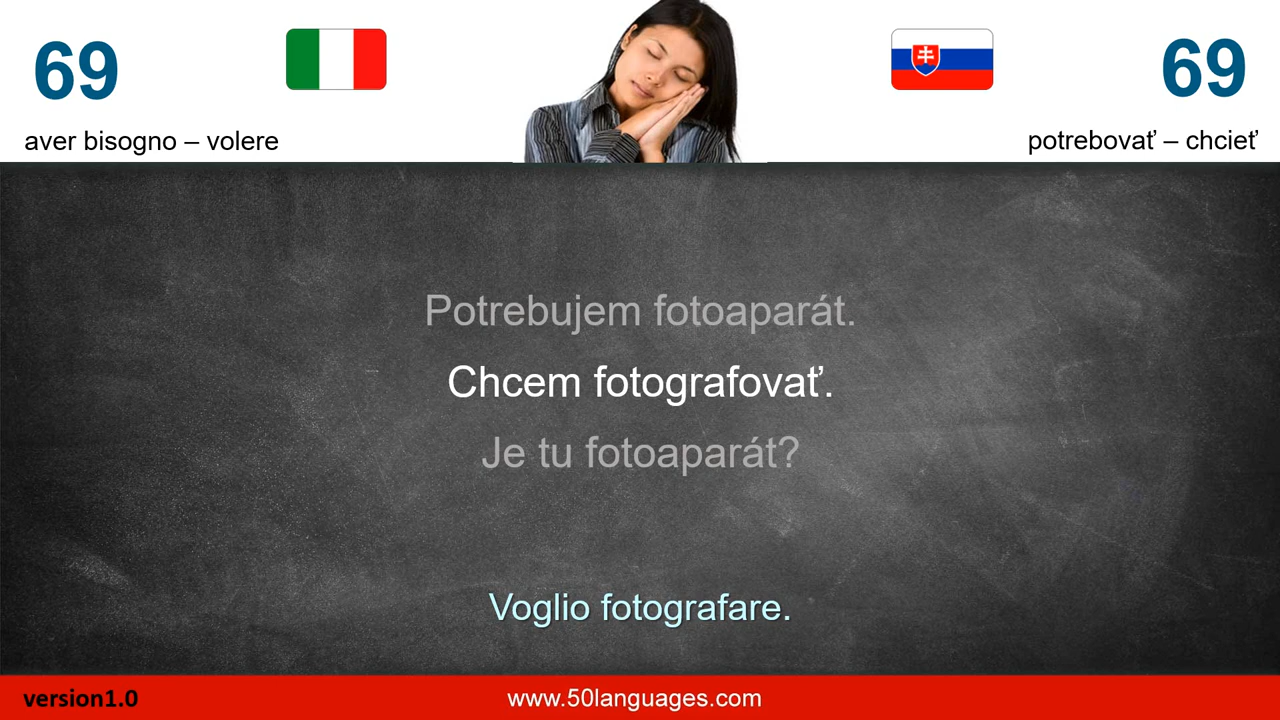 69
69
aver bisogno – volere
potrebovať – chcieť
Potrebujem fotoaparát.
Chcem fotografovať.
Je tu fotoaparát?
Voglio fotografare.
version1.0
www.50languages.com